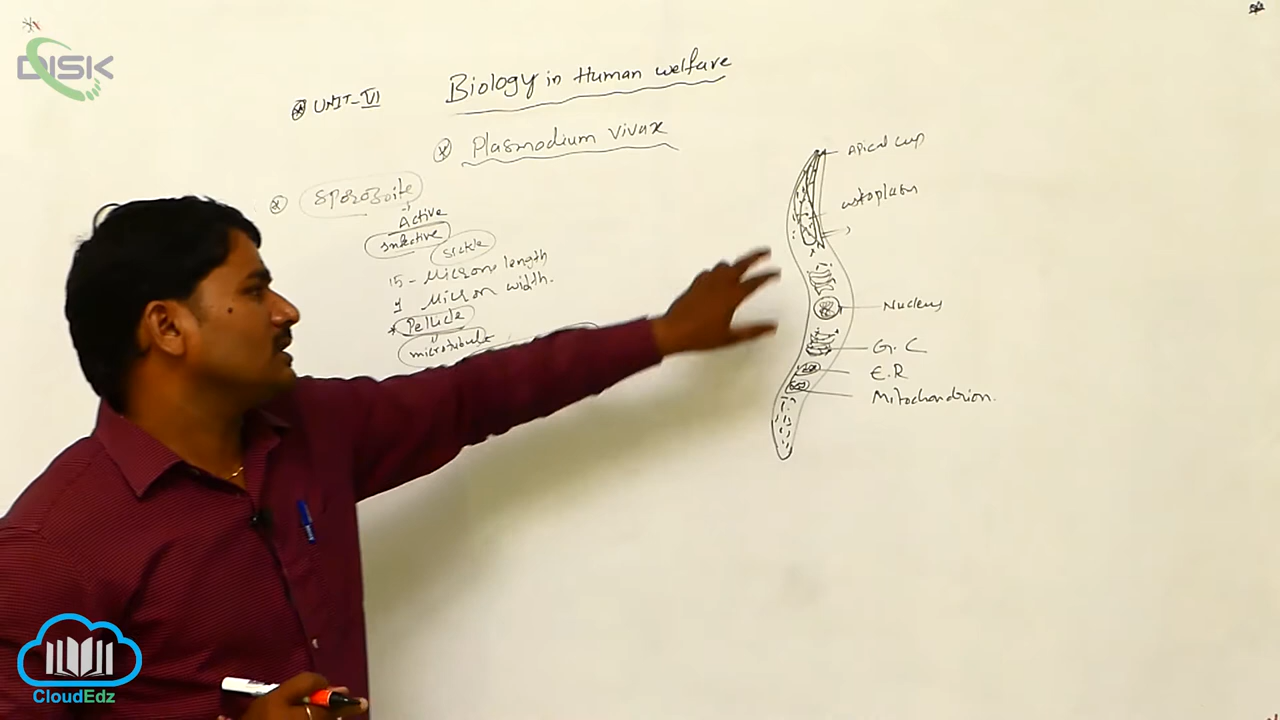 DISK
UNIT-VI Biology in Human welfare
Plasmodium vivax
Sporozoite
Active
Infective
Sickle
15 - Micron length
1 Micron width.
Pellicle
microtubule
Apical cup
Nucleus
G.C
E.R
Mitochondrion.
CloudEdz